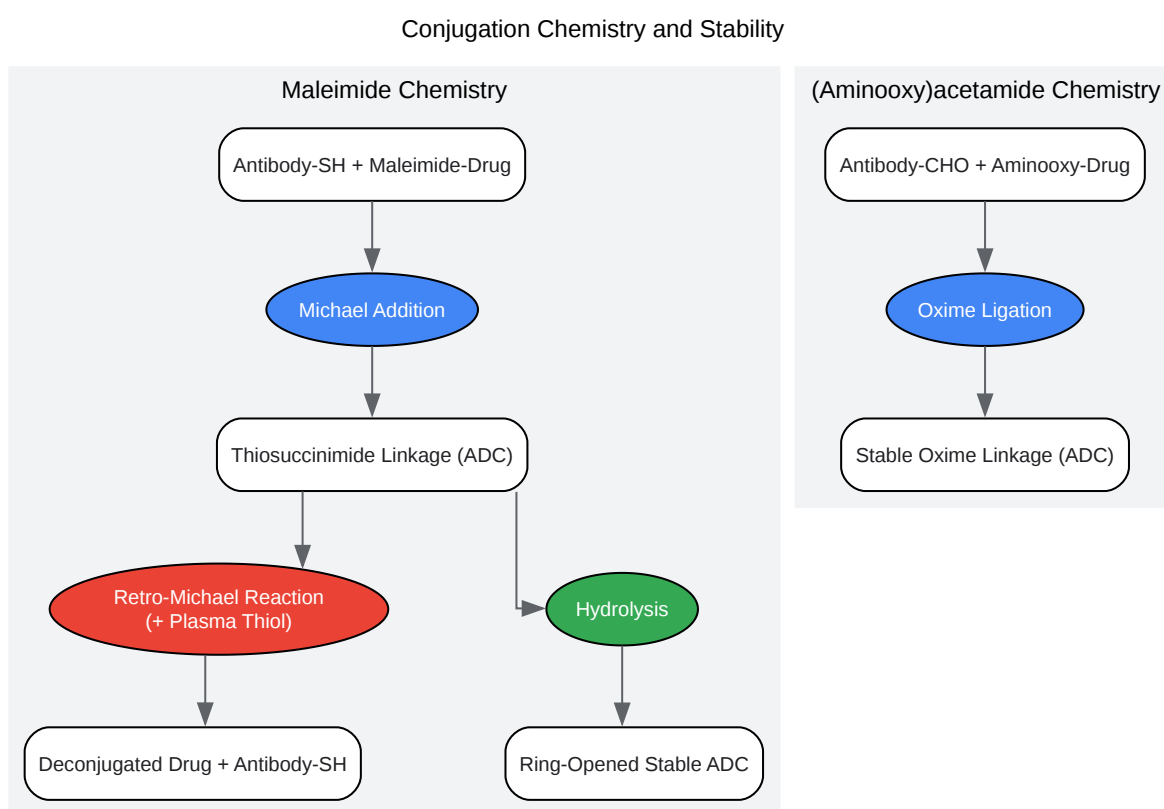 Conjugation Chemistry and Stability
Maleimide Chemistry
Antibody-SH + Maleimide-Drug
Michael Addition
Thiosuccinimide Linkage (ADC)
Retro-Michael Reaction
(+ Plasma Thiol)
Hydrolysis
Deconjugated Drug + Antibody-SH
Ring-Opened Stable ADC
(Aminooxy)acetamide Chemistry
Antibody-CHO + Aminooxy-Drug
Oxime Ligation
Stable Oxime Linkage (ADC)